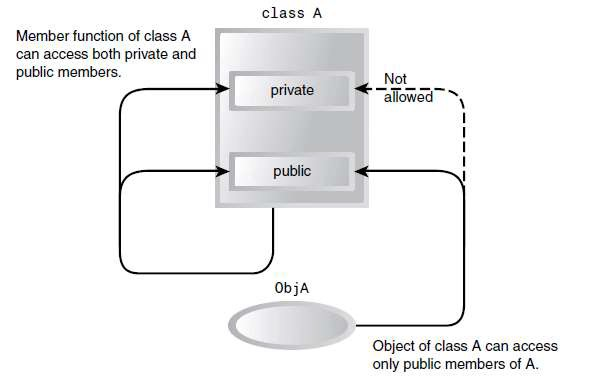 class A
Member function of class A
can access both private and
public members.
private
Not
allowed
public
ObjA
Object of class A can access
only public members of A.